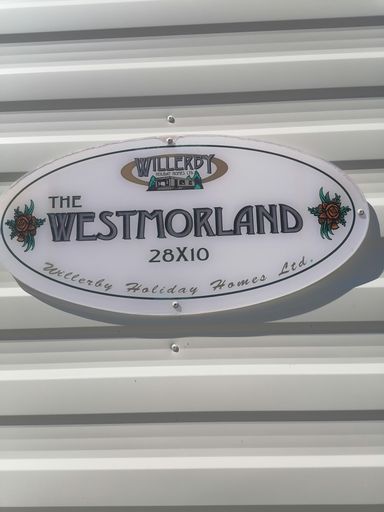 WILLERBY
HOLIDAY HOMES LTD
THE
WESTMORLAND
28X10
Willerby Holiday Homes Ltd.